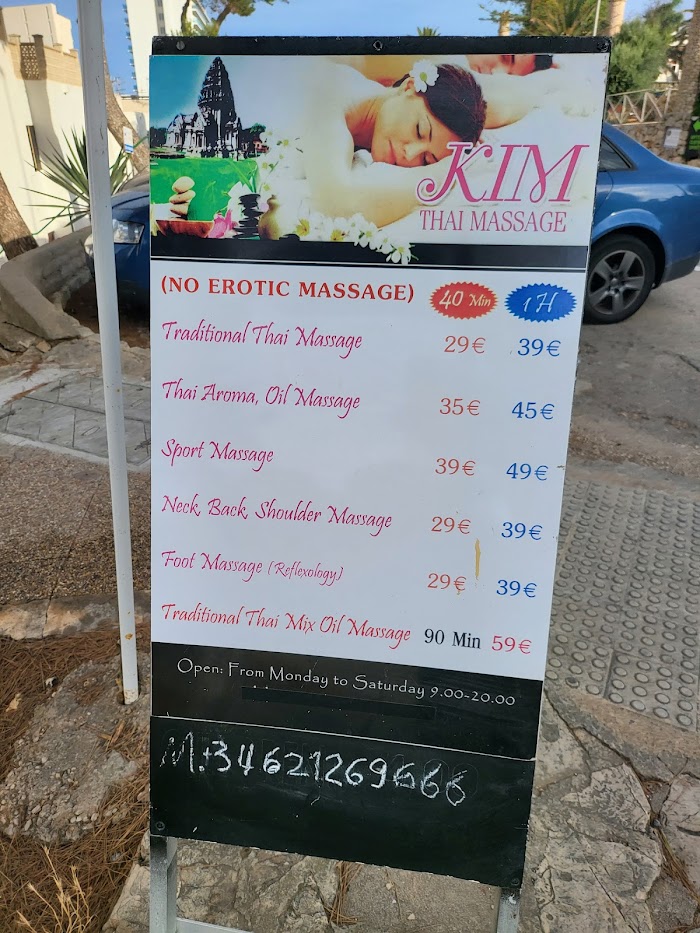 KIM
THAI MASSAGE
(NO EROTIC MASSAGE) 40 Min 1H
Traditional Thai Massage 29€ 39€
Thai Aroma, Oil Massage 35€ 45€
Sport Massage 39€ 49€
Neck, Back, Shoulder Massage 29€ 39€
Foot Massage (Reflexology) 29€ 39€
Traditional Thai Mix Oil Massage 90 Min 59€
Open: From Monday to Saturday 9.00-20.00
M.+34621269666